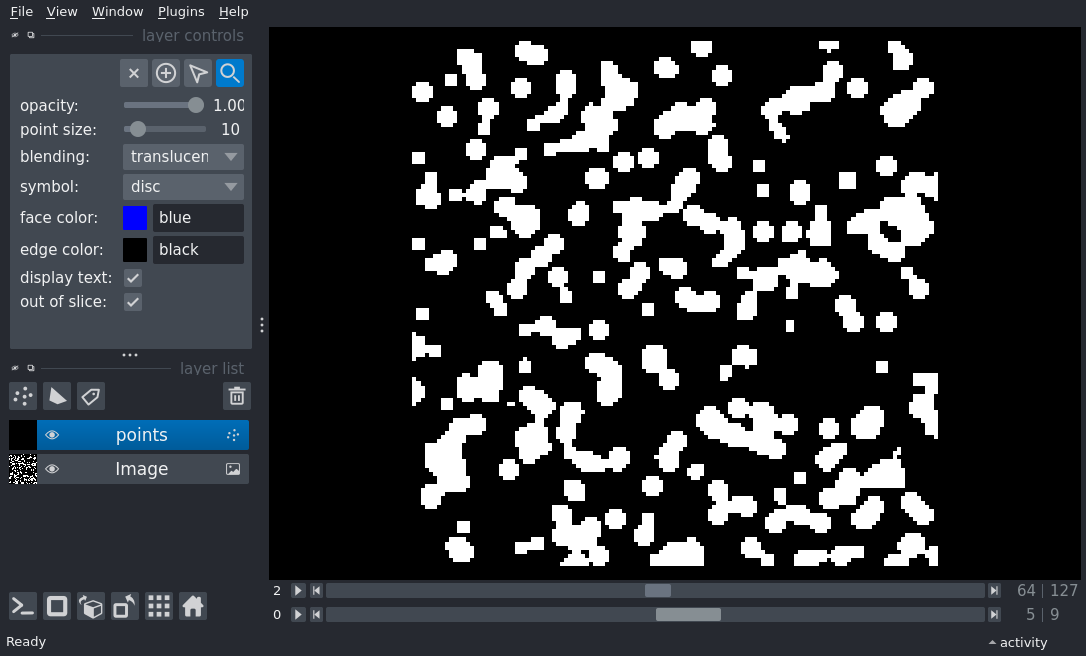 File View Window Plugins Help
layer controls
opacity: 1.00
point size: 10
blending: translucen
symbol: disc
face color: blue
edge color: black
display text:
out of slice:
layer list
points
Image
2 64 | 127
0 5 | 9
Ready activity